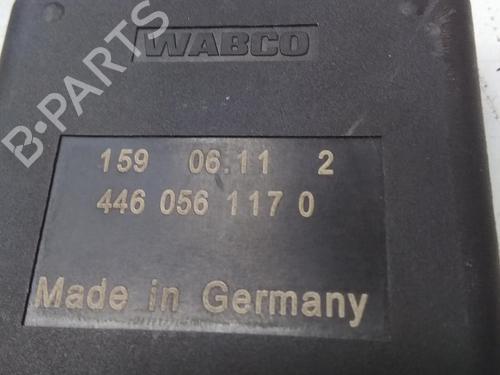 WABCO
B-PARTS
159 06.11 2
446 056 117 0
Made in Germany